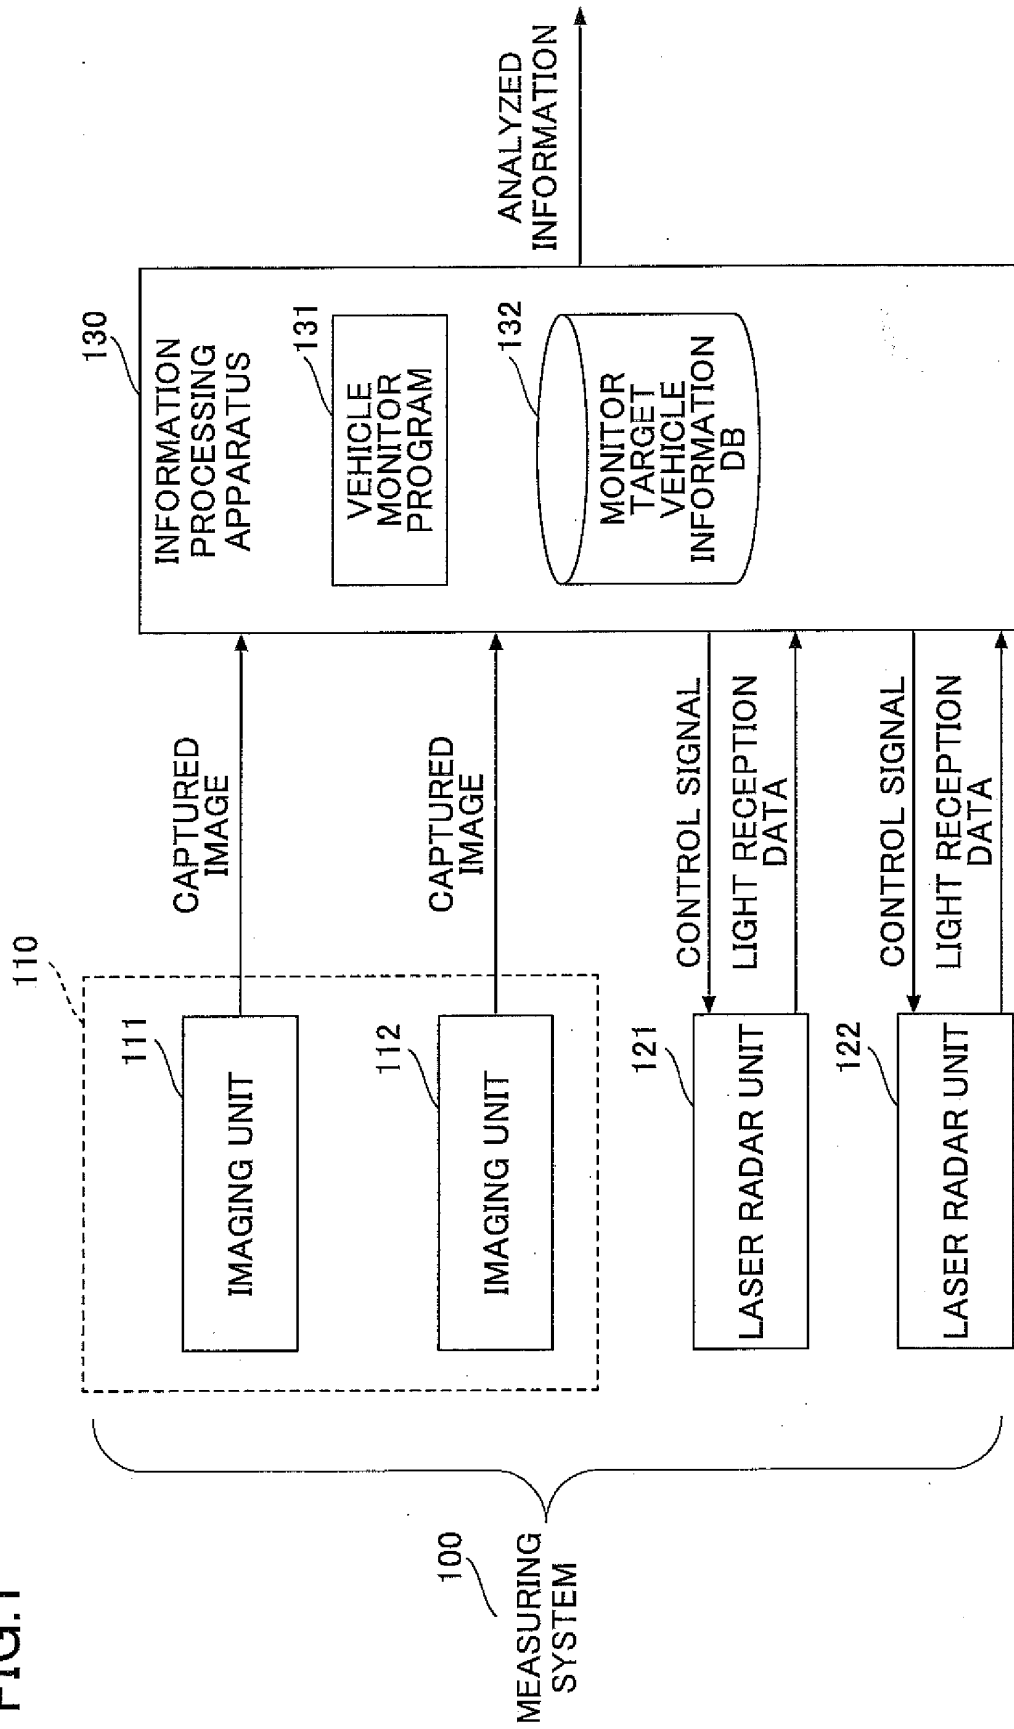 FIG.1
100
MEASURING
SYSTEM
110
111
IMAGING UNIT
CAPTURED
IMAGE
112
IMAGING UNIT
CAPTURED
IMAGE
121
LASER RADAR UNIT
CONTROL SIGNAL
LIGHT RECEPTION
DATA
122
LASER RADAR UNIT
CONTROL SIGNAL
LIGHT RECEPTION
DATA
130
INFORMATION
PROCESSING
APPARATUS
131
VEHICLE
MONITOR
PROGRAM
132
MONITOR
TARGET
VEHICLE
INFORMATION
DB
ANALYZED
INFORMATION